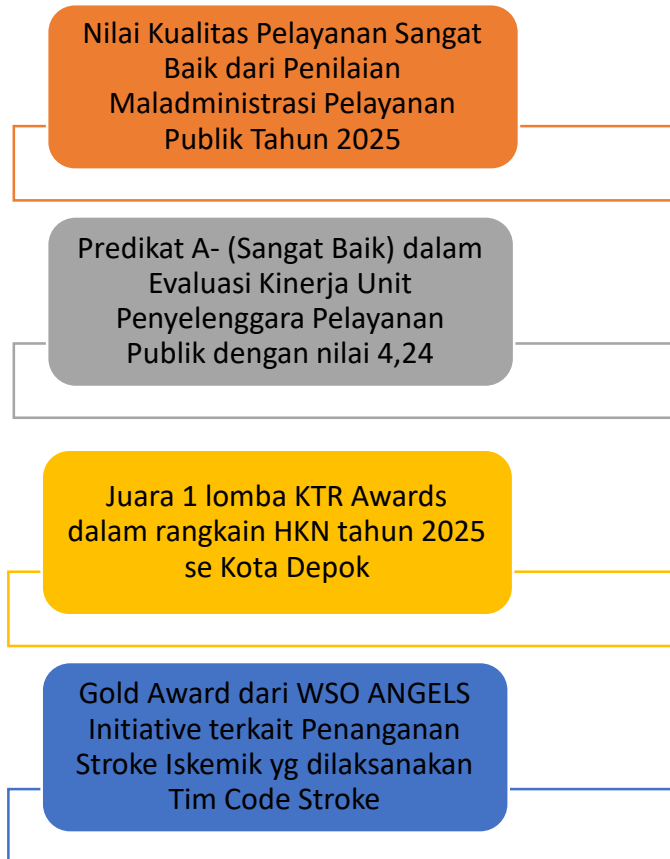 Nilai Kualitas Pelayanan Sangat
Baik dari Penilaian
Maladministrasi Pelayanan
Publik Tahun 2025
Predikat A- (Sangat Baik) dalam
Evaluasi Kinerja Unit
Penyelenggara Pelayanan
Publik dengan nilai 4,24
Juara 1 lomba KTR Awards
dalam rangkain HKN tahun 2025
se Kota Depok
Gold Award dari WSO ANGELS
Initiative terkait Penanganan
Stroke Iskemik yg dilaksanakan
Tim Code Stroke